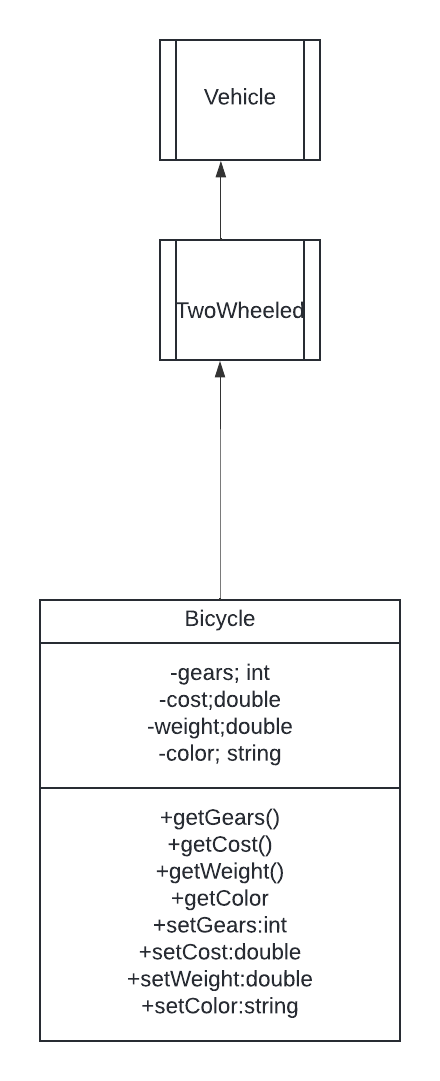 Vehicle
TwoWheeled
Bicycle
-gears; int
-cost;double
-weight;double
-color; string
+getGears()
+getCost()
+getWeight()
+getColor
+setGears:int
+setCost:double
+setWeight:double
+setColor:string